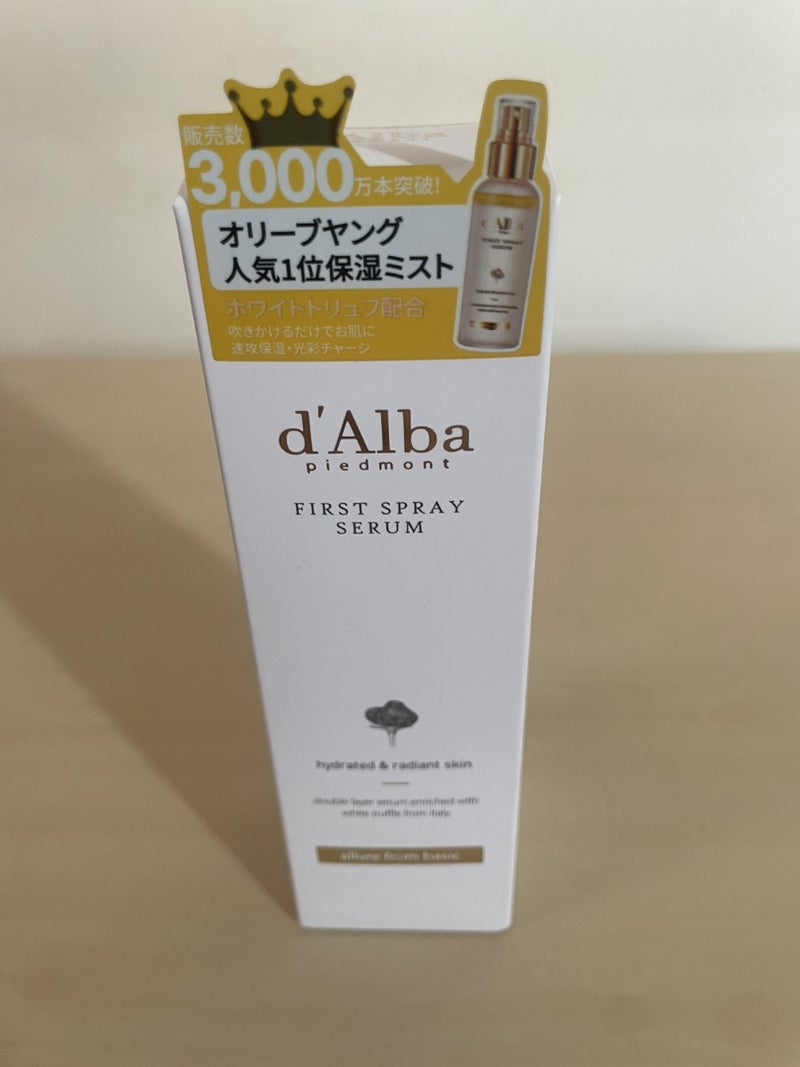 販売数
3,000万本突破!
オリーブヤング
人気1位保湿ミスト
ホワイトトリュフ配合
吹きかけるだけでお肌に
速攻保湿・光彩チャージ
d'Alba
d'Alba
piedmont
FIRST SPRAY
SERUM
hydrated & radiant skin
double layer serum enriched with
white truffle from Italy
allure from basic